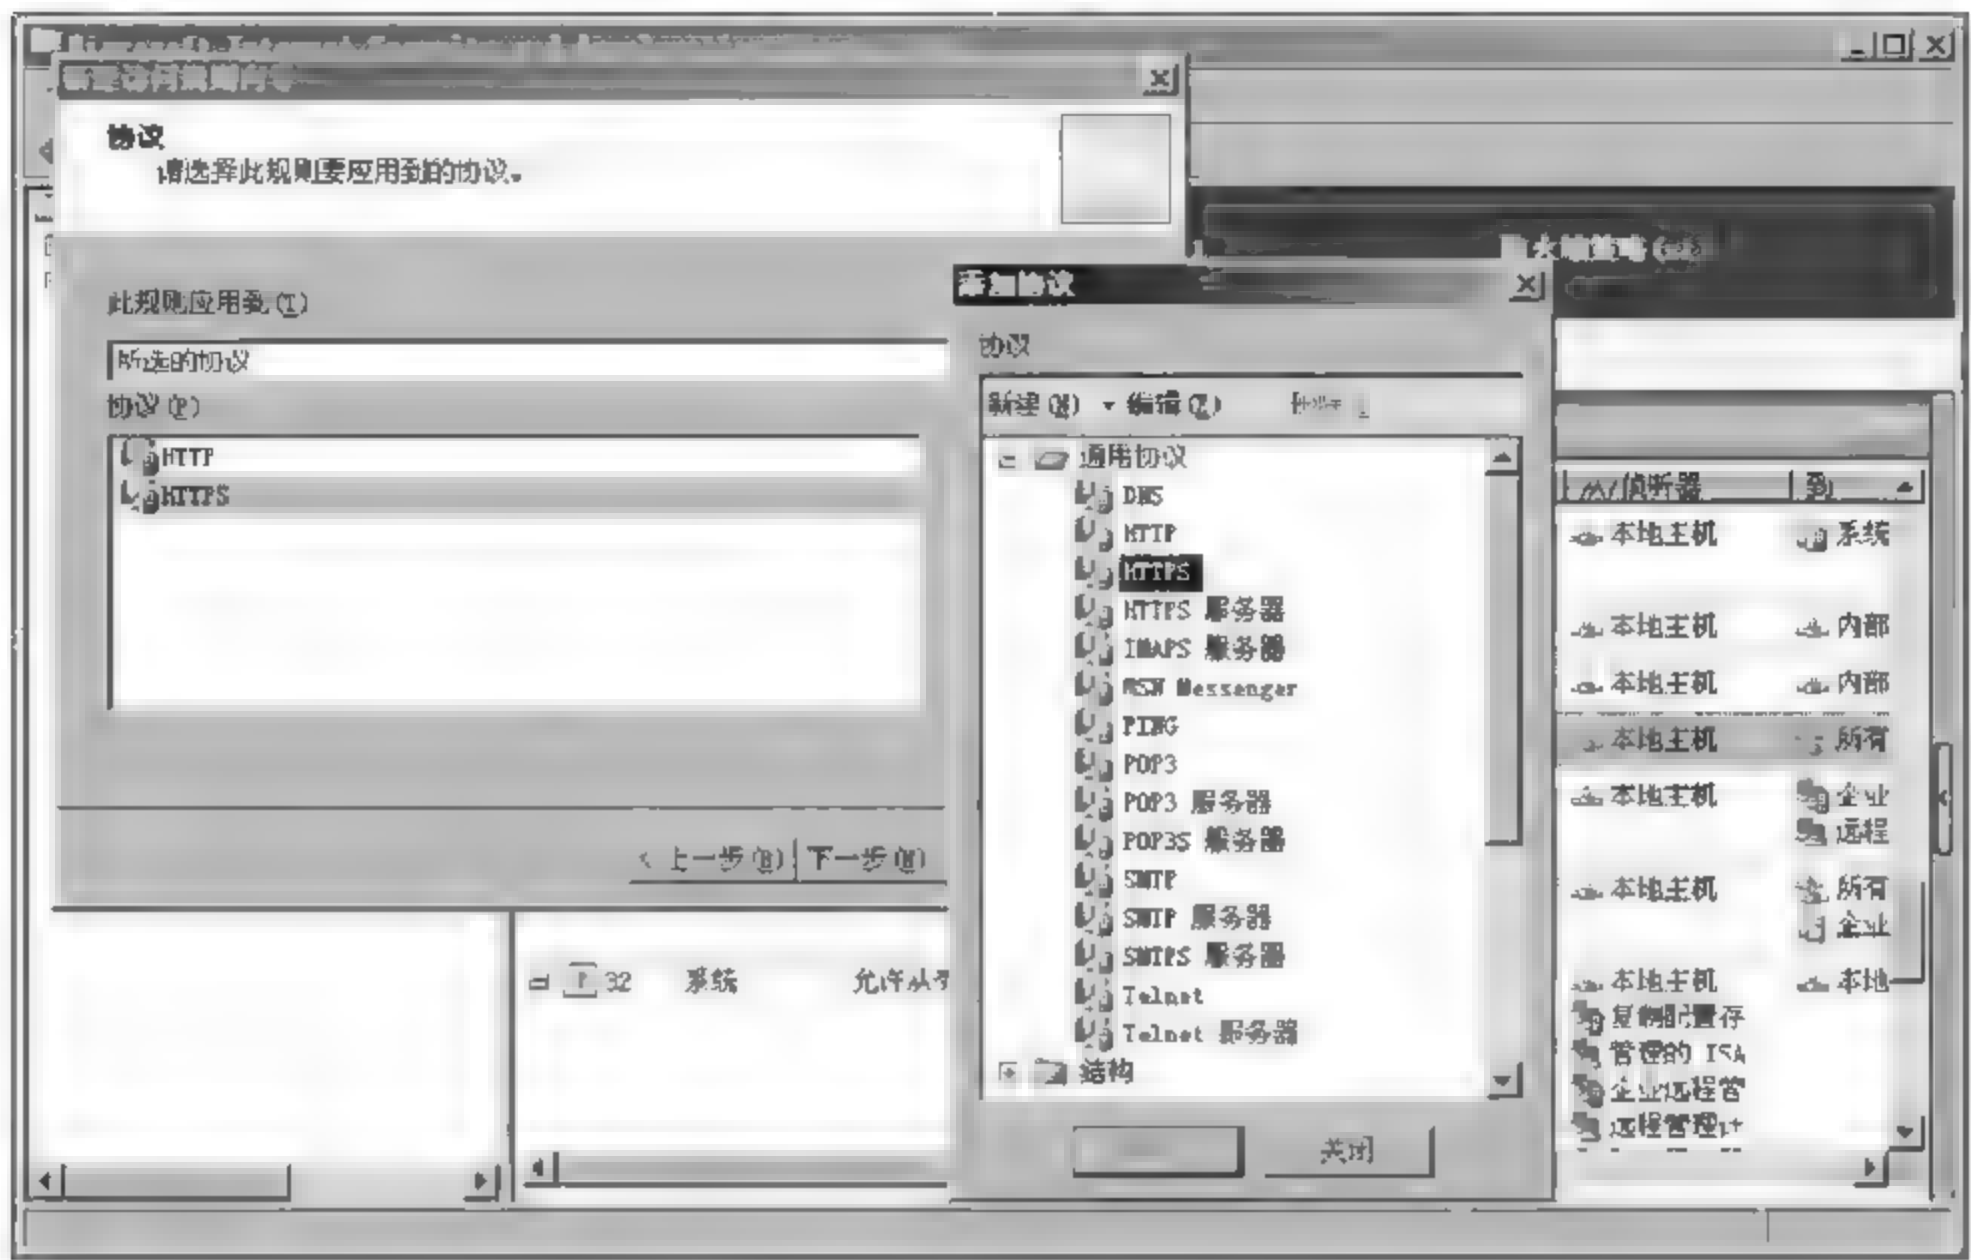 协议
请选择此规则要应用到的协议。
此规则应用到(T)
所选的协议
协议(P)
HTTP
HTTPS
< 上一步(B)
下一步(N)
32 系统 允许从
添加协议
协议
新建(N) 编辑(E)
通用协议
DNS
HTTP
HTTPS
HTTPS 服务器
IMAPS 服务器
MSN Messenger
PING
POP3
POP3 服务器
POP3S 服务器
SMTP
SMTP 服务器
SMTPS 服务器
Telnet
Telnet 服务器
结构
关闭
侦听器 到
本地主机 系统
本地主机 内部
本地主机 内部
本地主机 所有
本地主机 企业
远程
本地主机 所有
企业
本地主机 本地
复制配置存
管理的 ISA
企业远程管
远程管理计